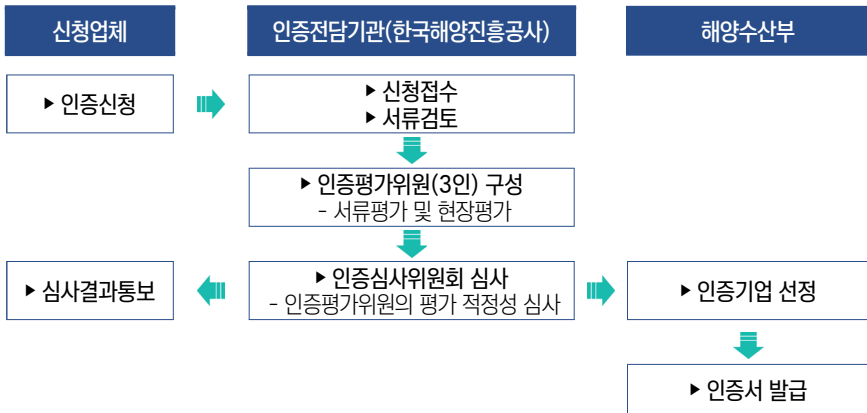 신청업체
인증전담기관(한국해양진흥공사)
해양수산부
▶ 인증신청
▶ 신청접수
▶ 서류검토
▶ 인증평가위원(3인) 구성
- 서류평가 및 현장평가
▶ 심사결과통보
▶ 인증심사위원회 심사
- 인증평가위원의 평가 적정성 심사
▶ 인증기업 선정
▶ 인증서 발급